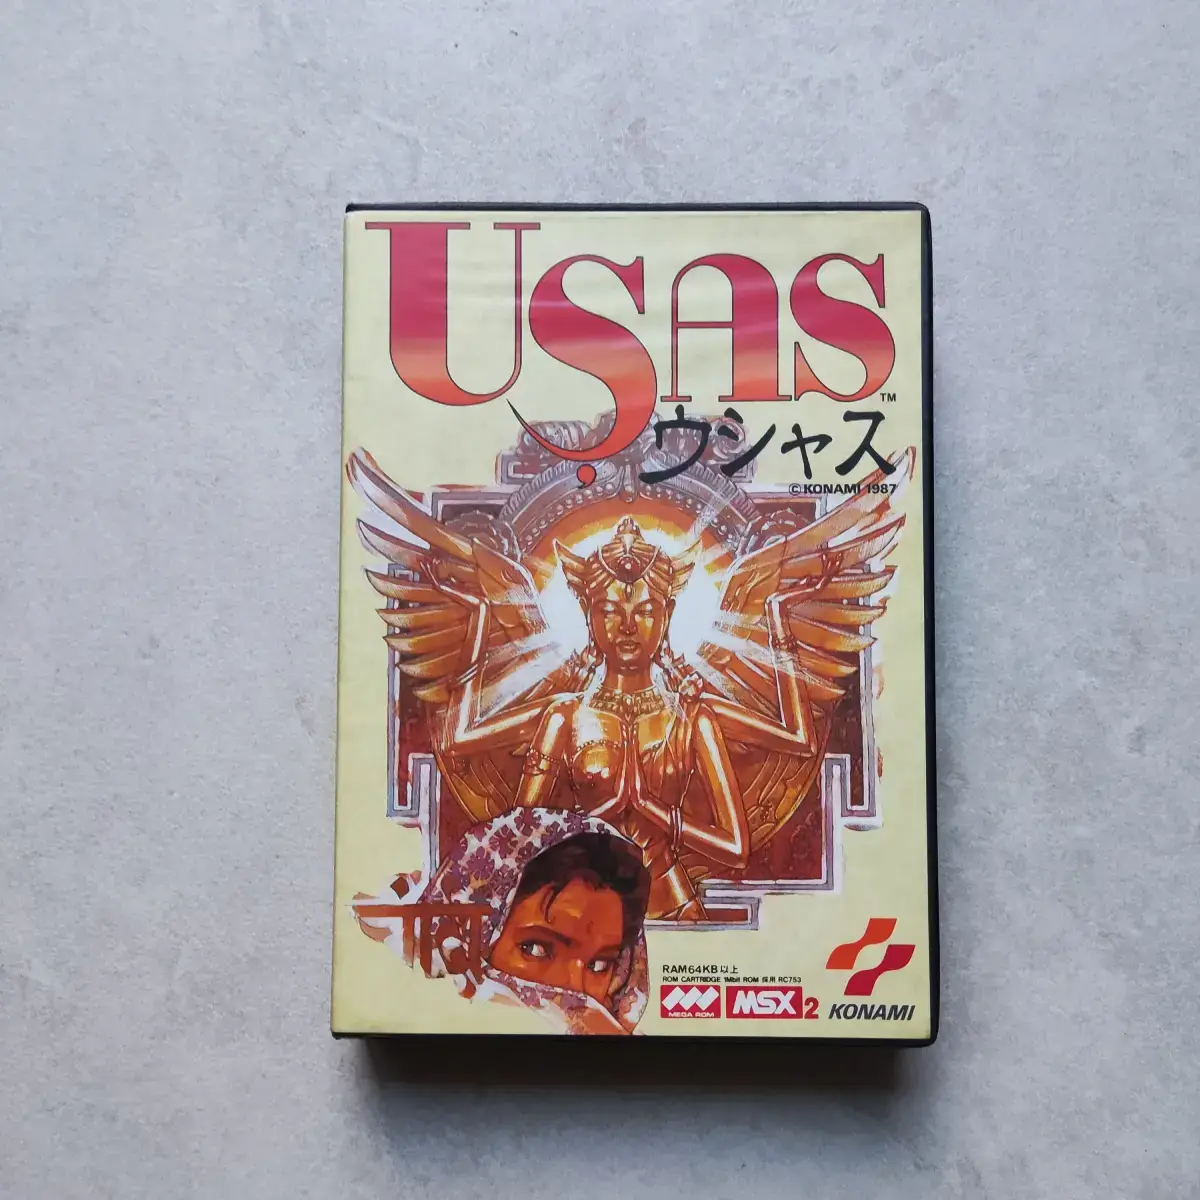 UṢAS
TM
ウシャス
© KONAMI 1987
RAM64KB以上
ROM CARTRIDGE 1Mbit ROM 採用 RC753
MEGA ROM
MSX2
KONAMI